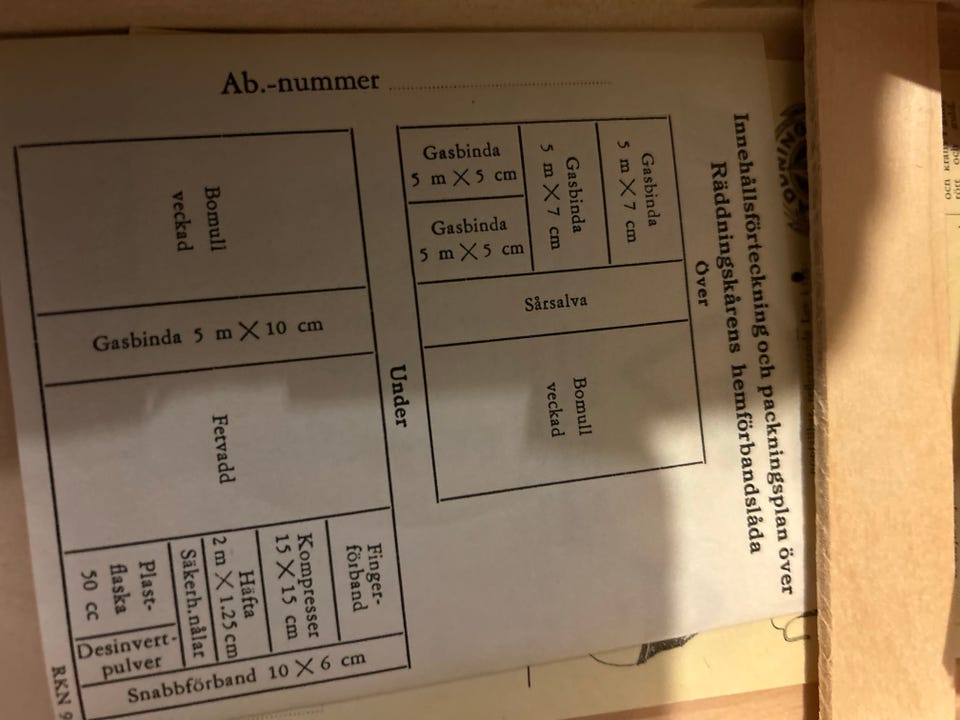 Innehållsförteckning och packningsplan över
Räddningskårens hemförbandslåda
Över
Gasbinda
5 m × 7 cm
Gasbinda
5 m × 7 cm
Gasbinda
5 m × 5 cm
Gasbinda
5 m × 5 cm
Sårsalva
Bomull
veckad
Under
Bomull
veckad
Gasbinda 5 m × 10 cm
Fetvadd
Finger-
förband
Kompresser
15 × 15 cm
Häfta
2 m × 1.25 cm
Säkerh.nålar
Plast-
flaska
50 cc
Desinvert-
pulver
Snabbförband 10 × 6 cm
Ab.-nummer
RKN 9